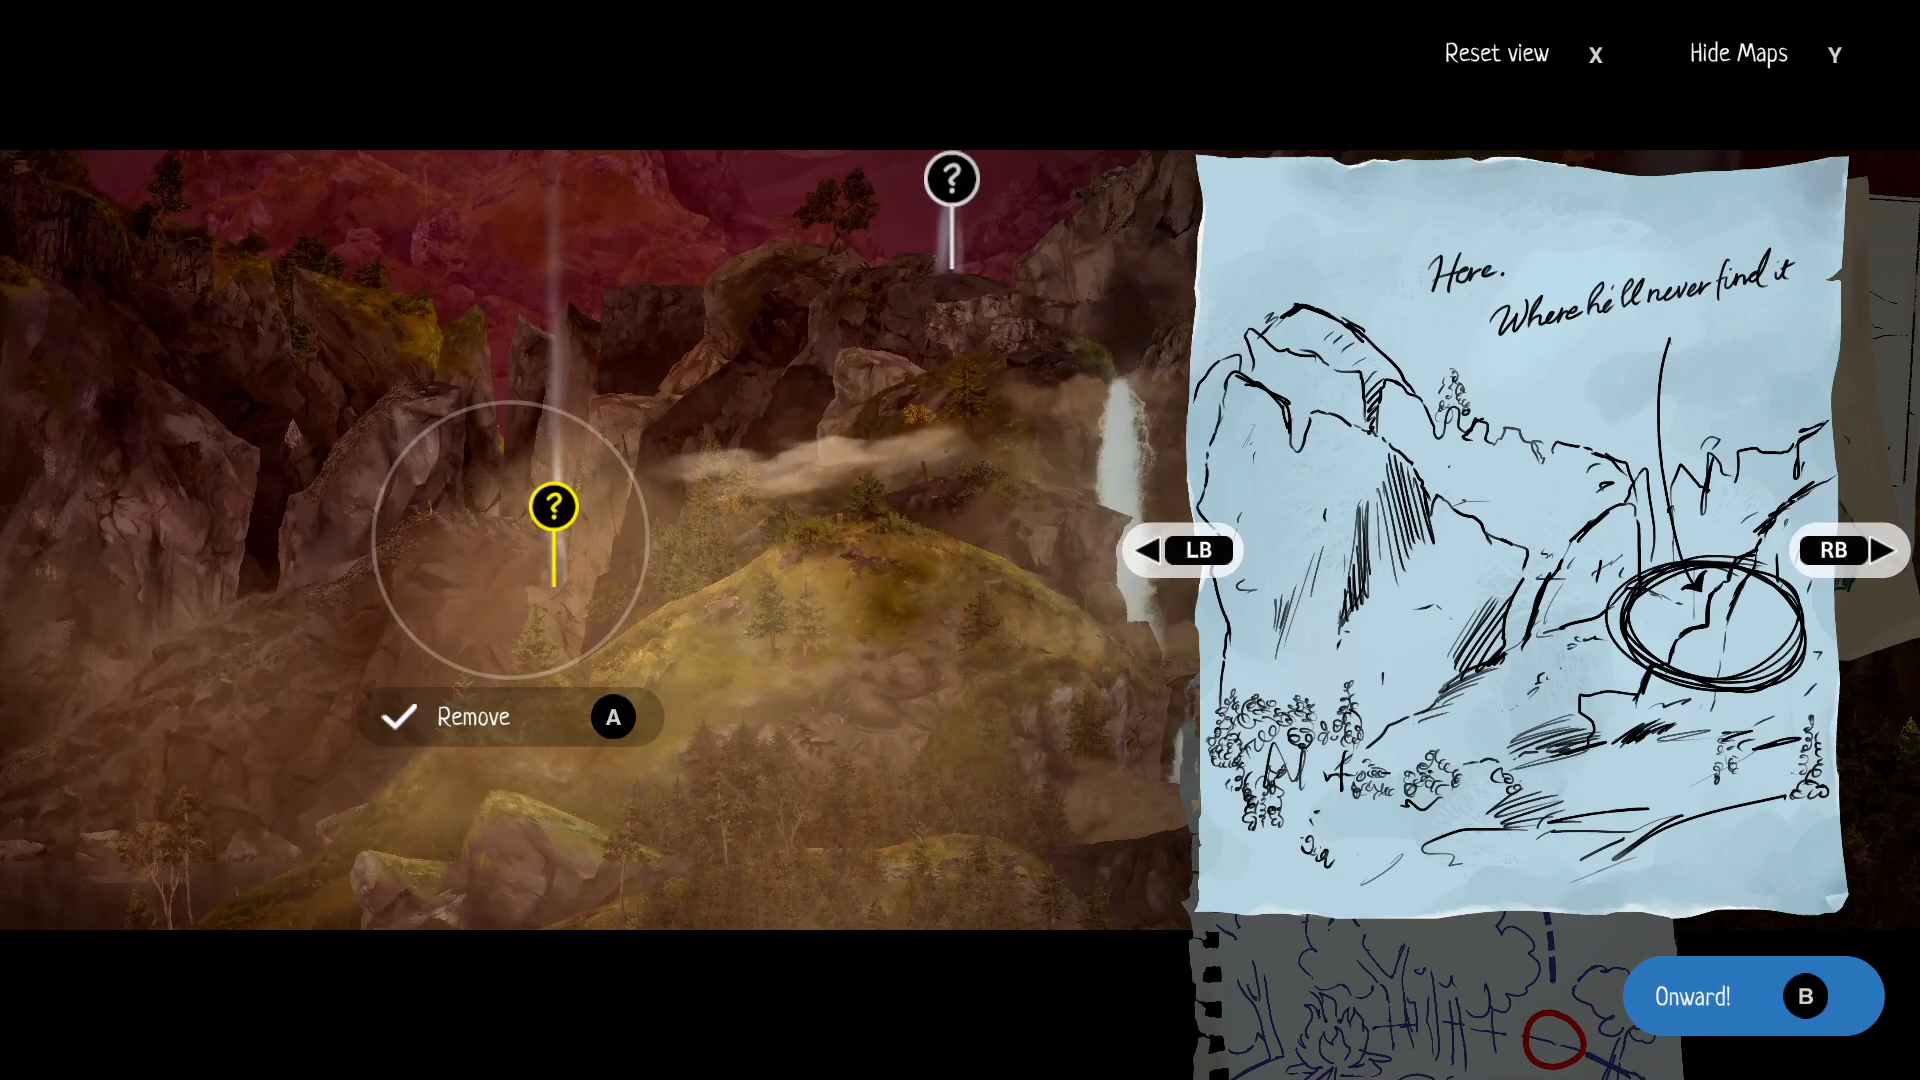 Reset view X Hide Maps Y
?
Here.
Where he'll never find it
?
LB RB
Remove A
Onward! B